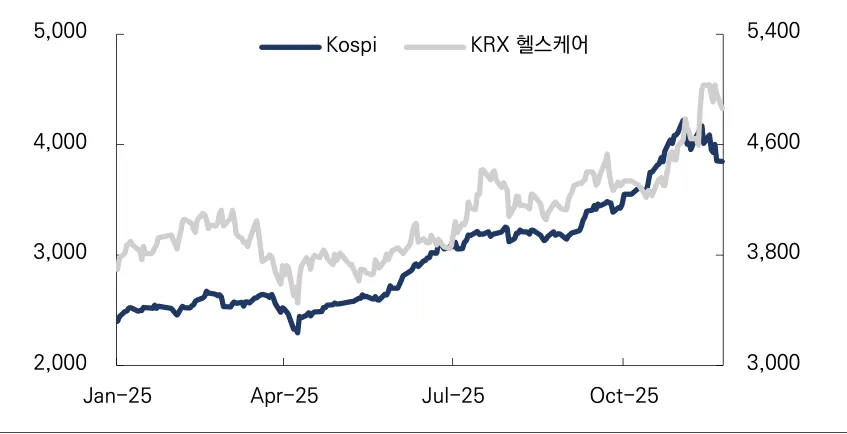 5,000
4,000
3,000
2,000
Kospi
KRX 헬스케어
5,400
4,600
3,800
3,000
Jan-25
Apr-25
Jul-25
Oct-25